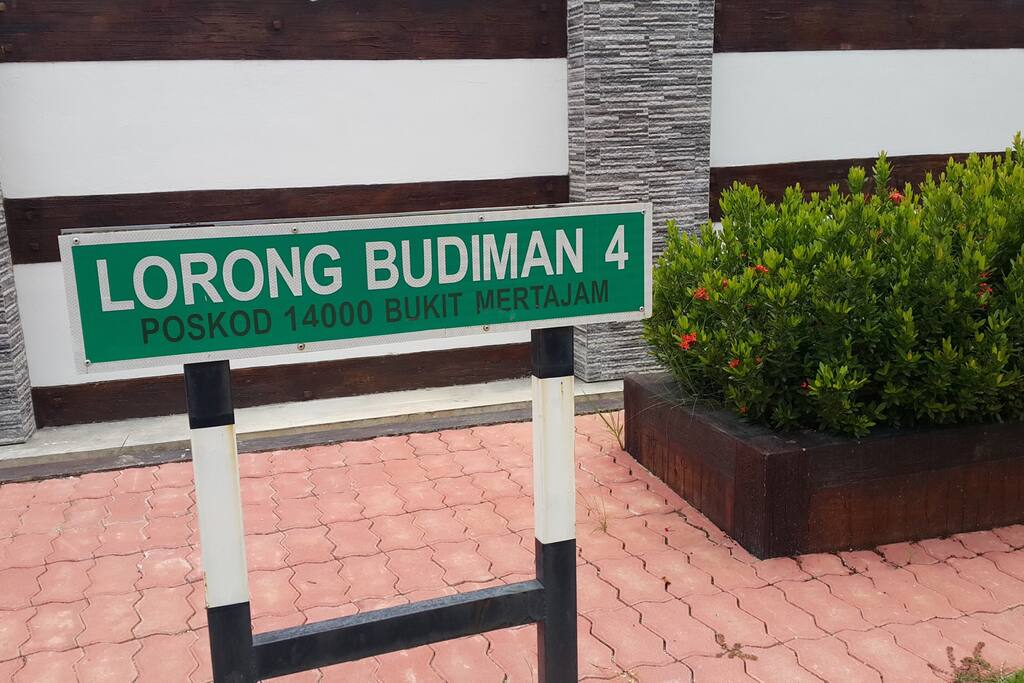 LORONG BUDIMAN 4
POSKOD 14000 BUKIT MERTAJAM